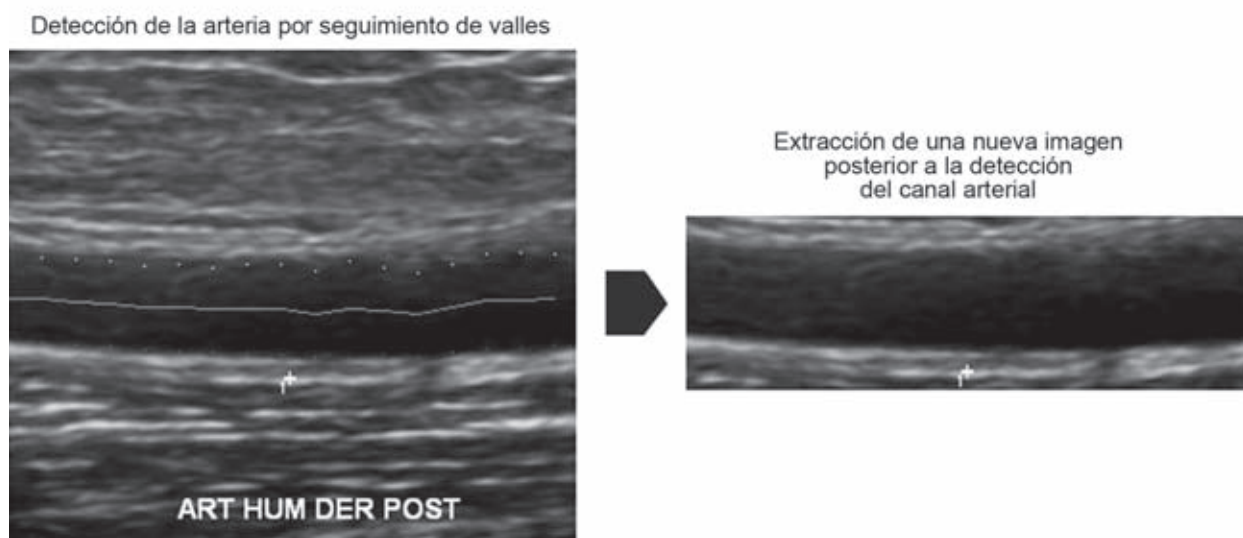 Detección de la arteria por seguimiento de valles
Extracción de una nueva imagen
posterior a la detección
del canal arterial
ART HUM DER POST